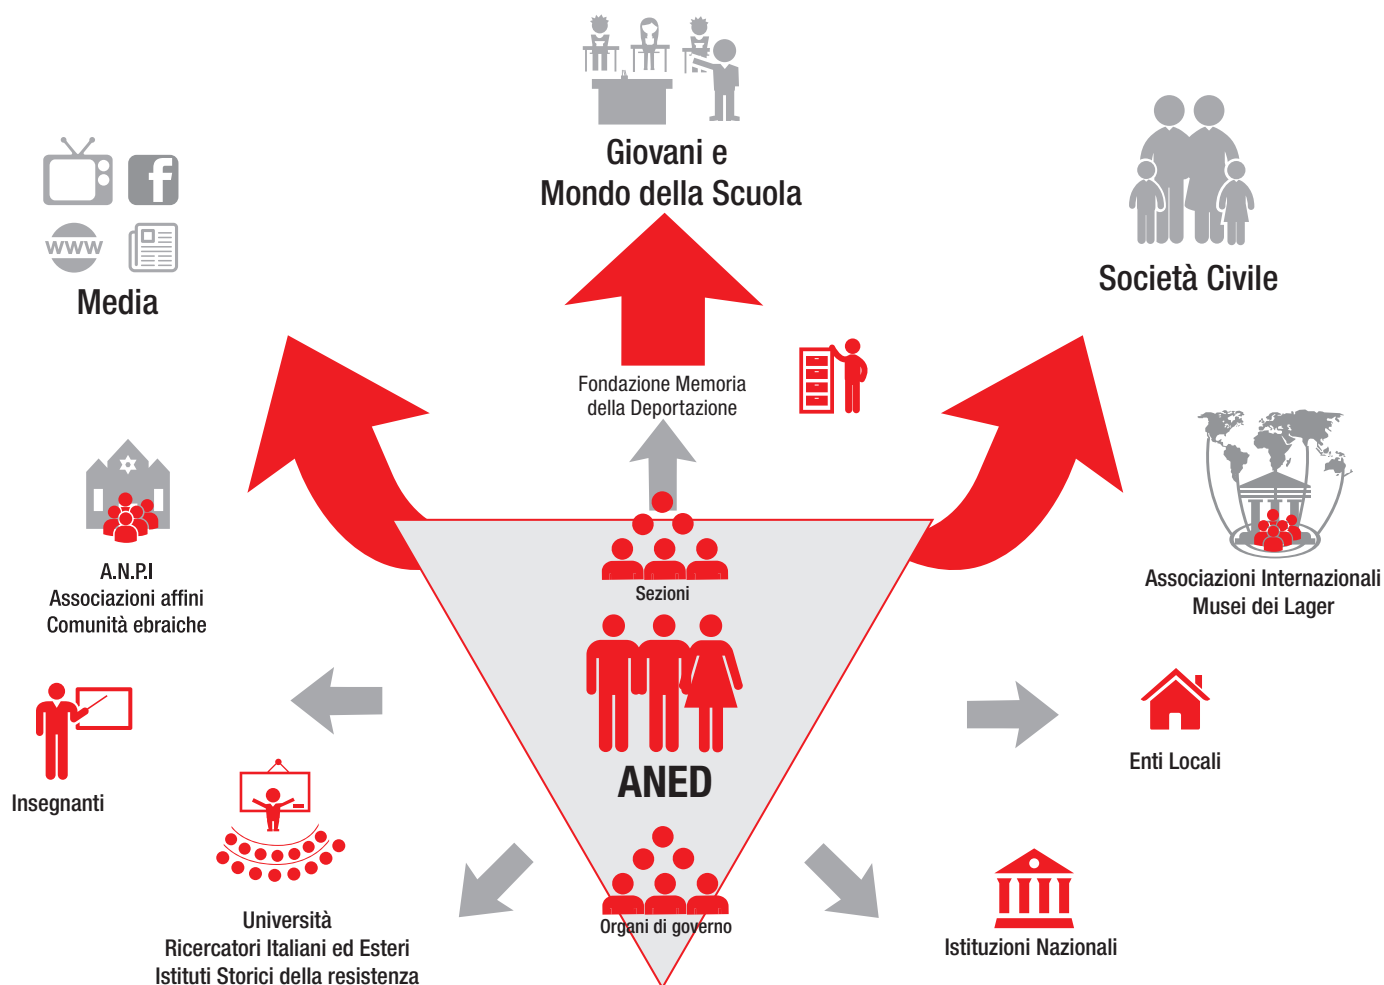 Giovani e
Mondo della Scuola
f
www
Media
Società Civile
Fondazione Memoria
della Deportazione
A.N.P.I
Associazioni affini
Comunità ebraiche
Sezioni
Associazioni Internazionali
Musei dei Lager
ANED
Enti Locali
Insegnanti
Organi di governo
Università
Ricercatori Italiani ed Esteri
Istituti Storici della resistenza
Istituzioni Nazionali